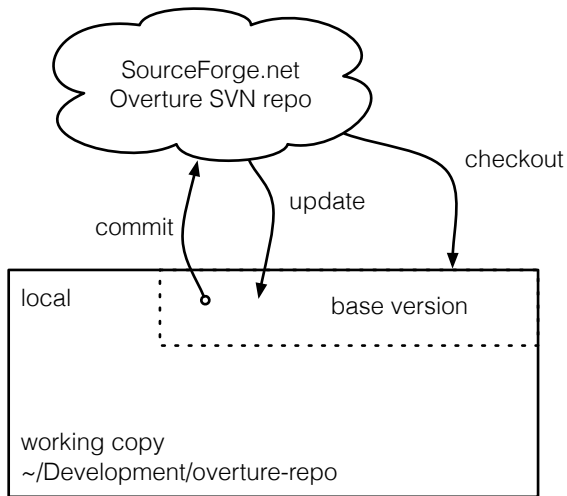 SourceForge.net
Overture SVN repo
checkout
update
commit
local
base version
working copy
~/Development/overture-repo